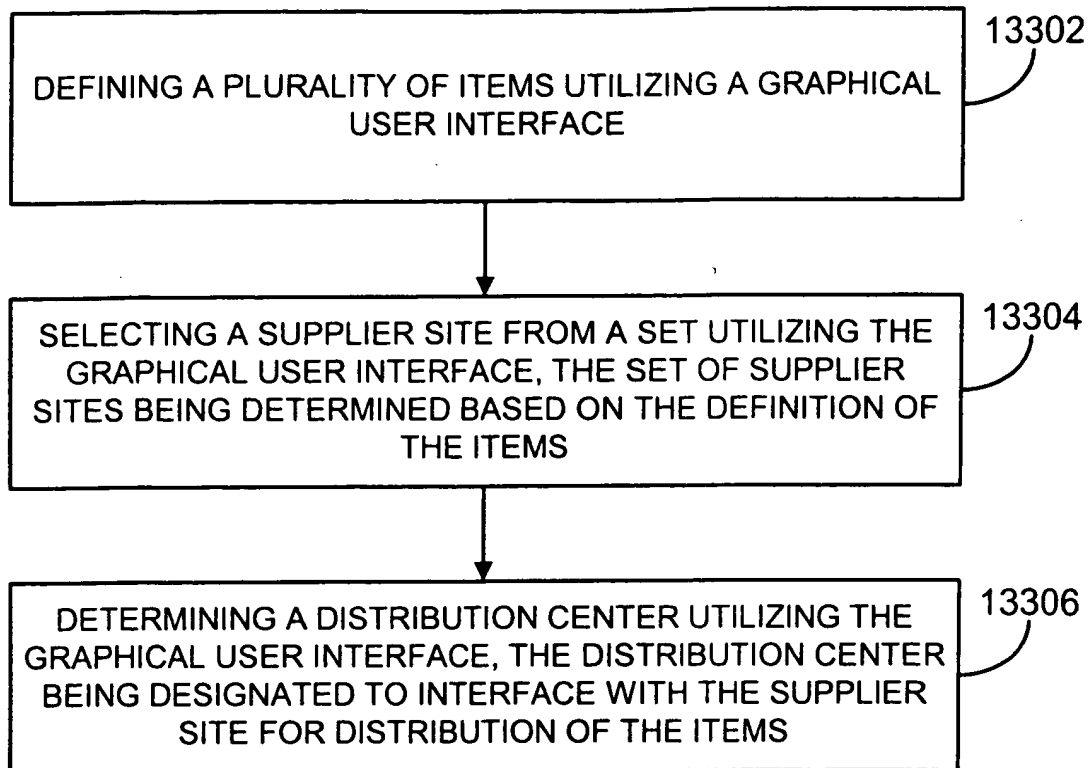 13302
DEFINING A PLURALITY OF ITEMS UTILIZING A GRAPHICAL
USER INTERFACE
13304
SELECTING A SUPPLIER SITE FROM A SET UTILIZING THE
GRAPHICAL USER INTERFACE, THE SET OF SUPPLIER
SITES BEING DETERMINED BASED ON THE DEFINITION OF
THE ITEMS
13306
DETERMINING A DISTRIBUTION CENTER UTILIZING THE
GRAPHICAL USER INTERFACE, THE DISTRIBUTION CENTER
BEING DESIGNATED TO INTERFACE WITH THE SUPPLIER
SITE FOR DISTRIBUTION OF THE ITEMS